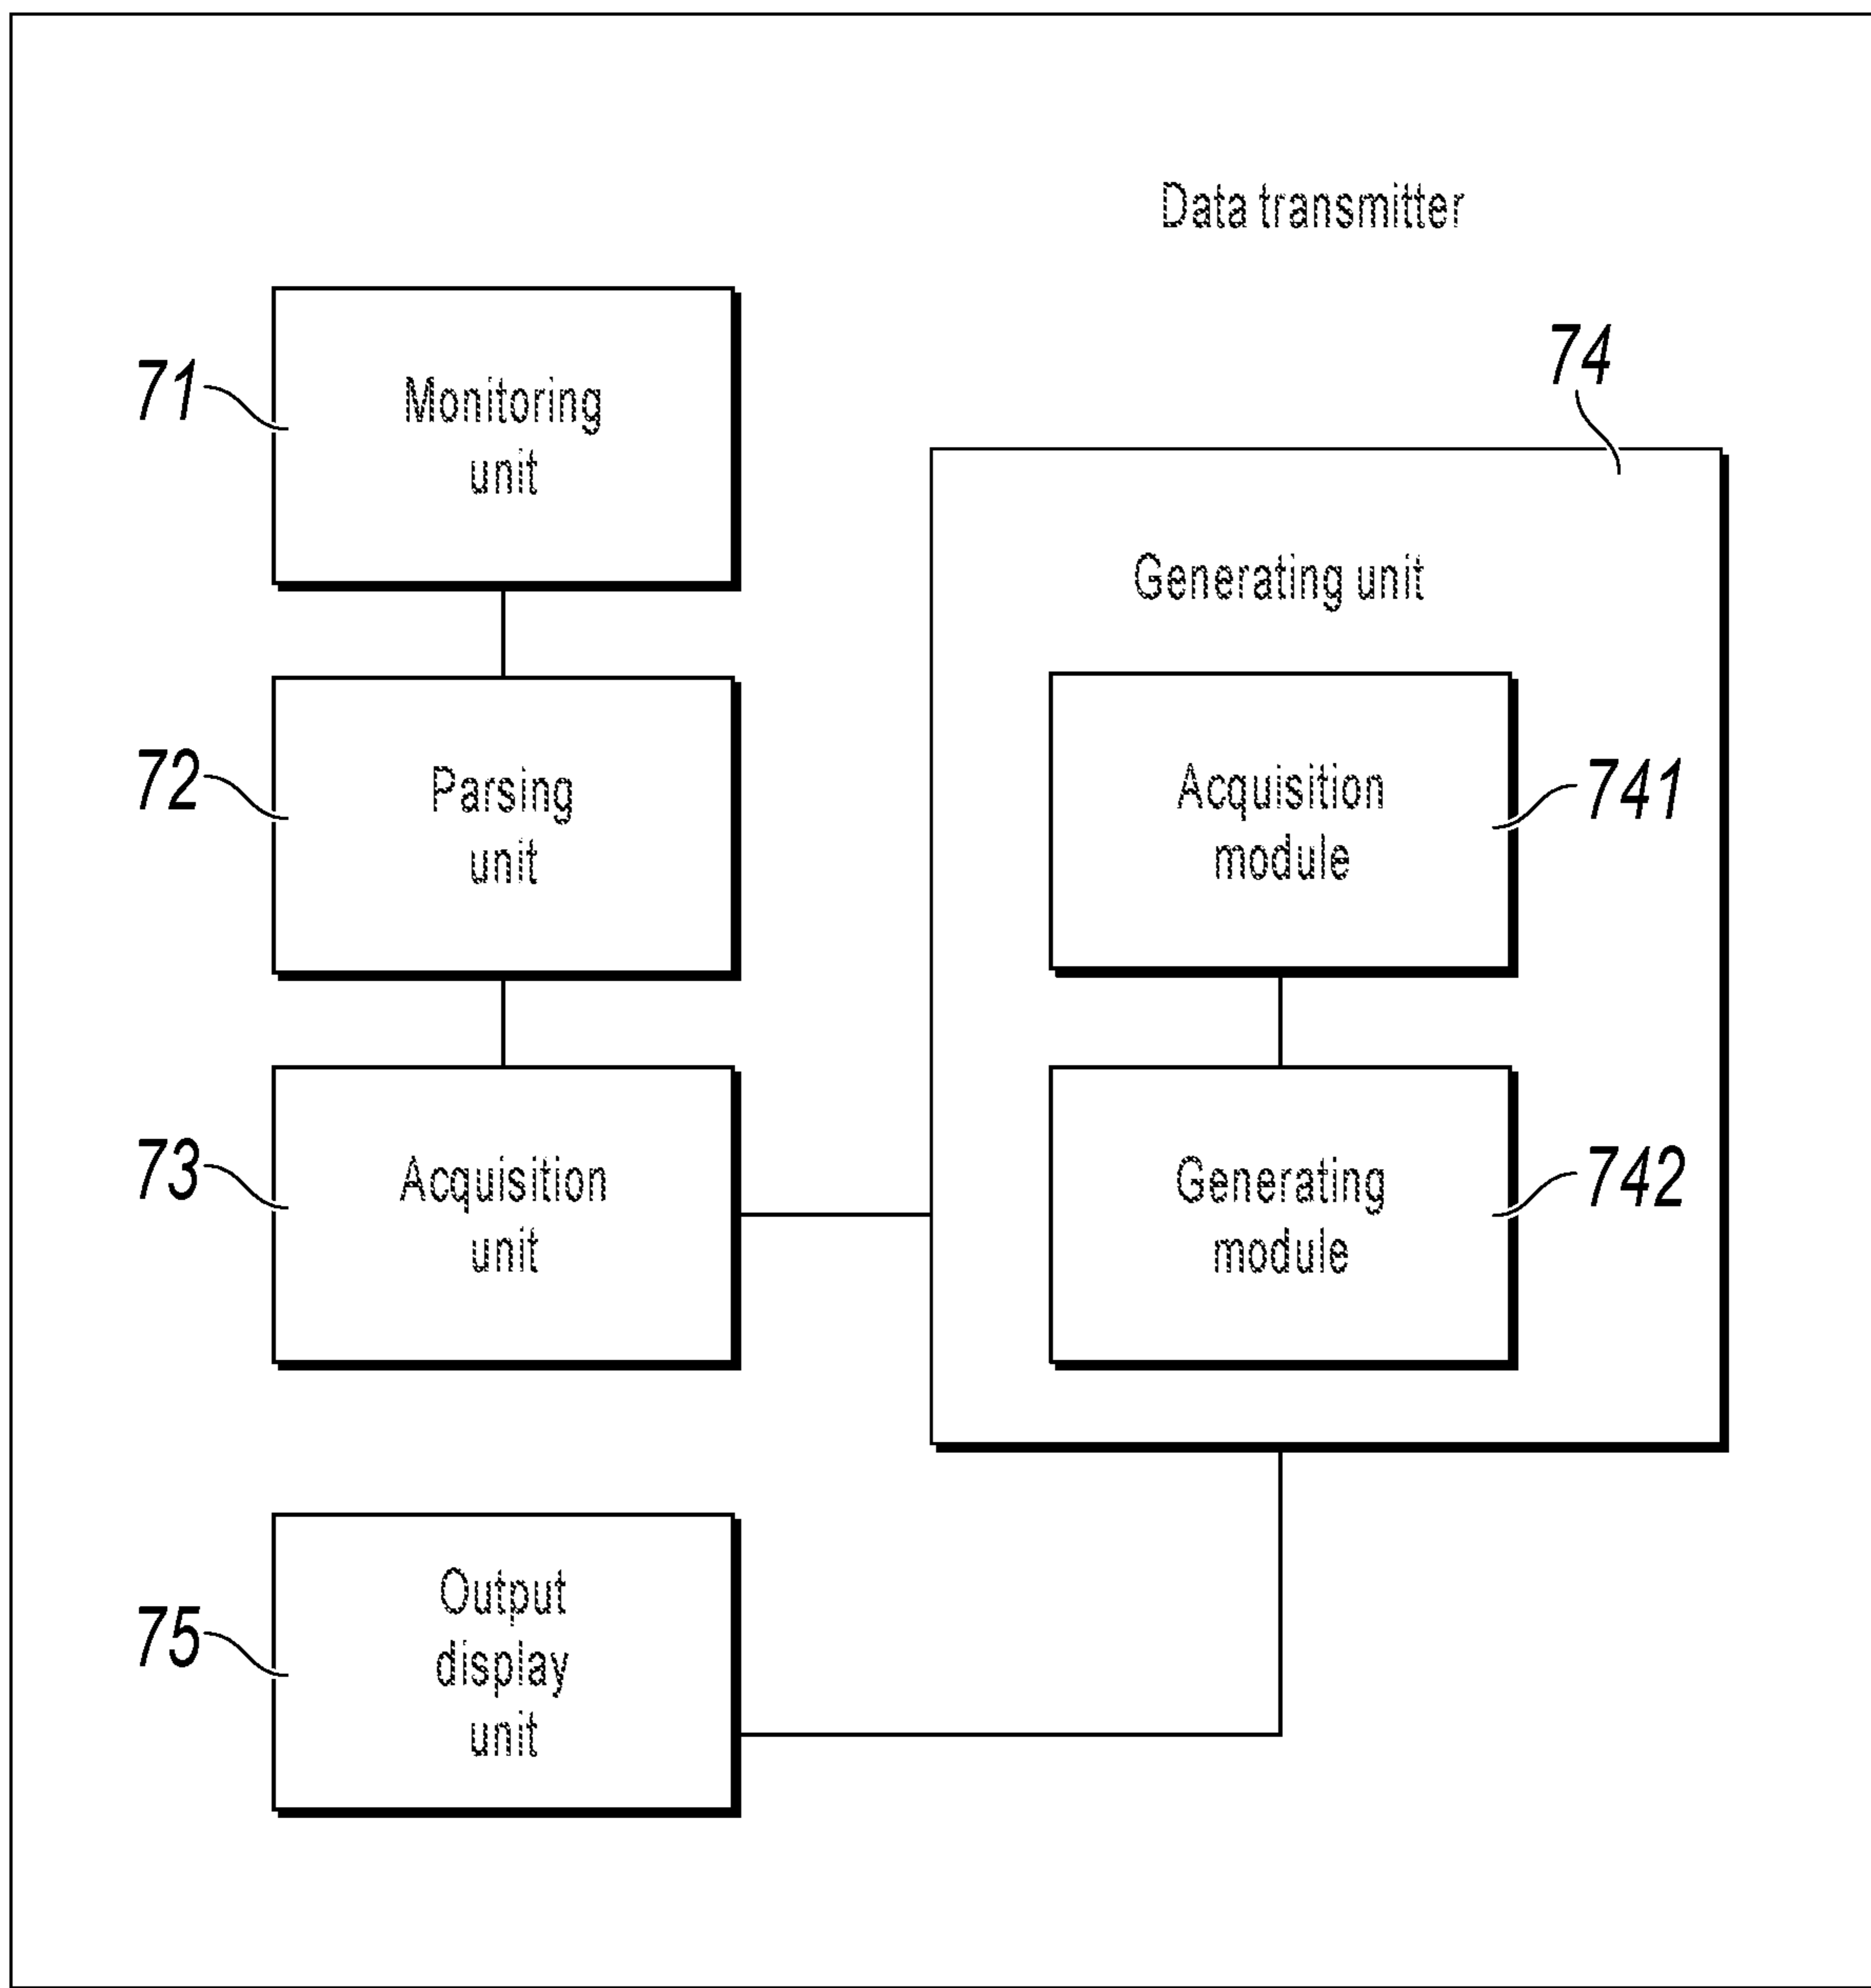 Data transmitter
71
Monitoring
unit
74
Generating unit
72
Parsing
unit
Acquisition
module
741
73
Acquisition
unit
Generating
module
742
75
Output
display
unit